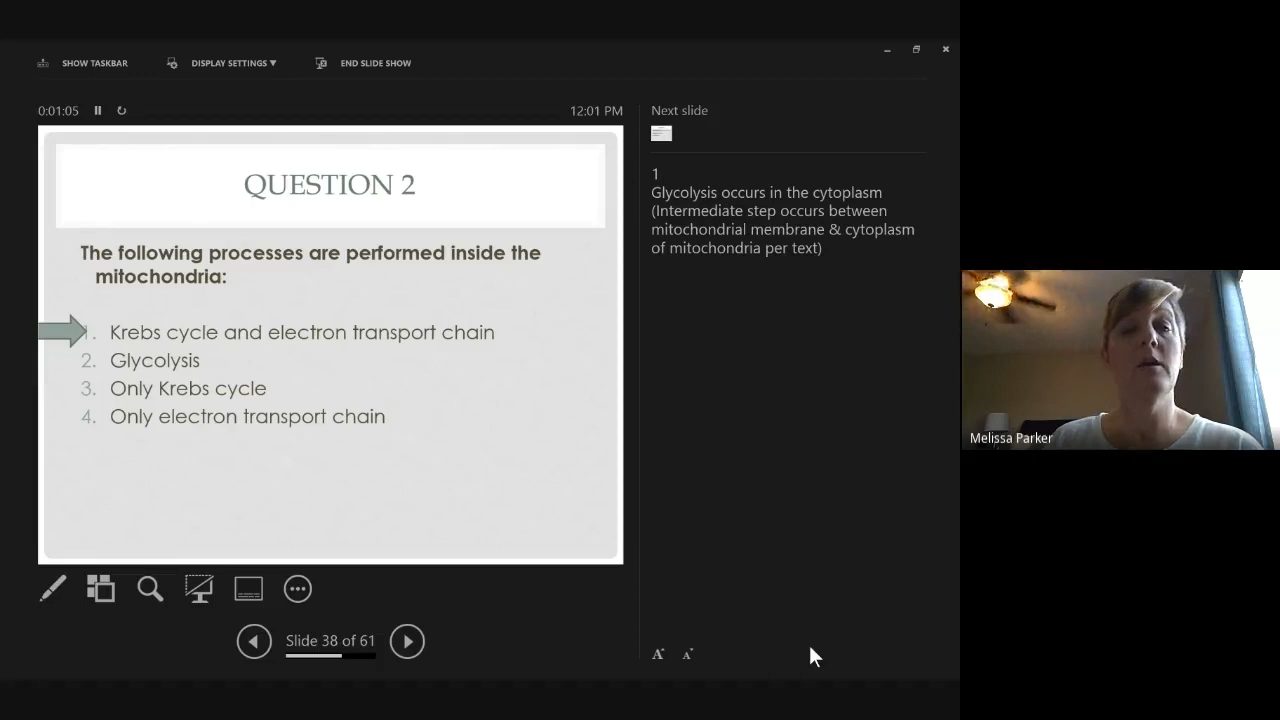 SHOW TASKBAR
DISPLAY SETTINGS ▼
END SLIDE SHOW
0:01:05
12:01 PM
QUESTION 2
The following processes are performed inside the
mitochondria:
1. Krebs cycle and electron transport chain
2. Glycolysis
3. Only Krebs cycle
4. Only electron transport chain
Slide 38 of 61
Next slide
1
Glycolysis occurs in the cytoplasm
(Intermediate step occurs between
mitochondrial membrane & cytoplasm
of mitochondria per text)
A A
Melissa Parker